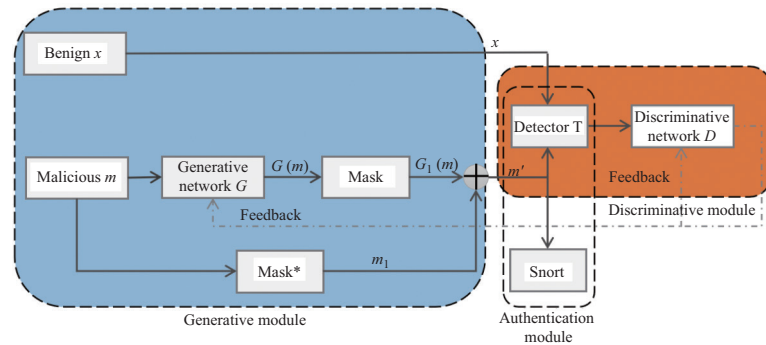 Benign x
x
Detector T
Discriminative
network D
Malicious m
Generative
network G
G (m)
Mask
G₁ (m)
m′
Feedback
Feedback
Discriminative module
Mask*
m₁
Snort
Generative module
Authentication
module